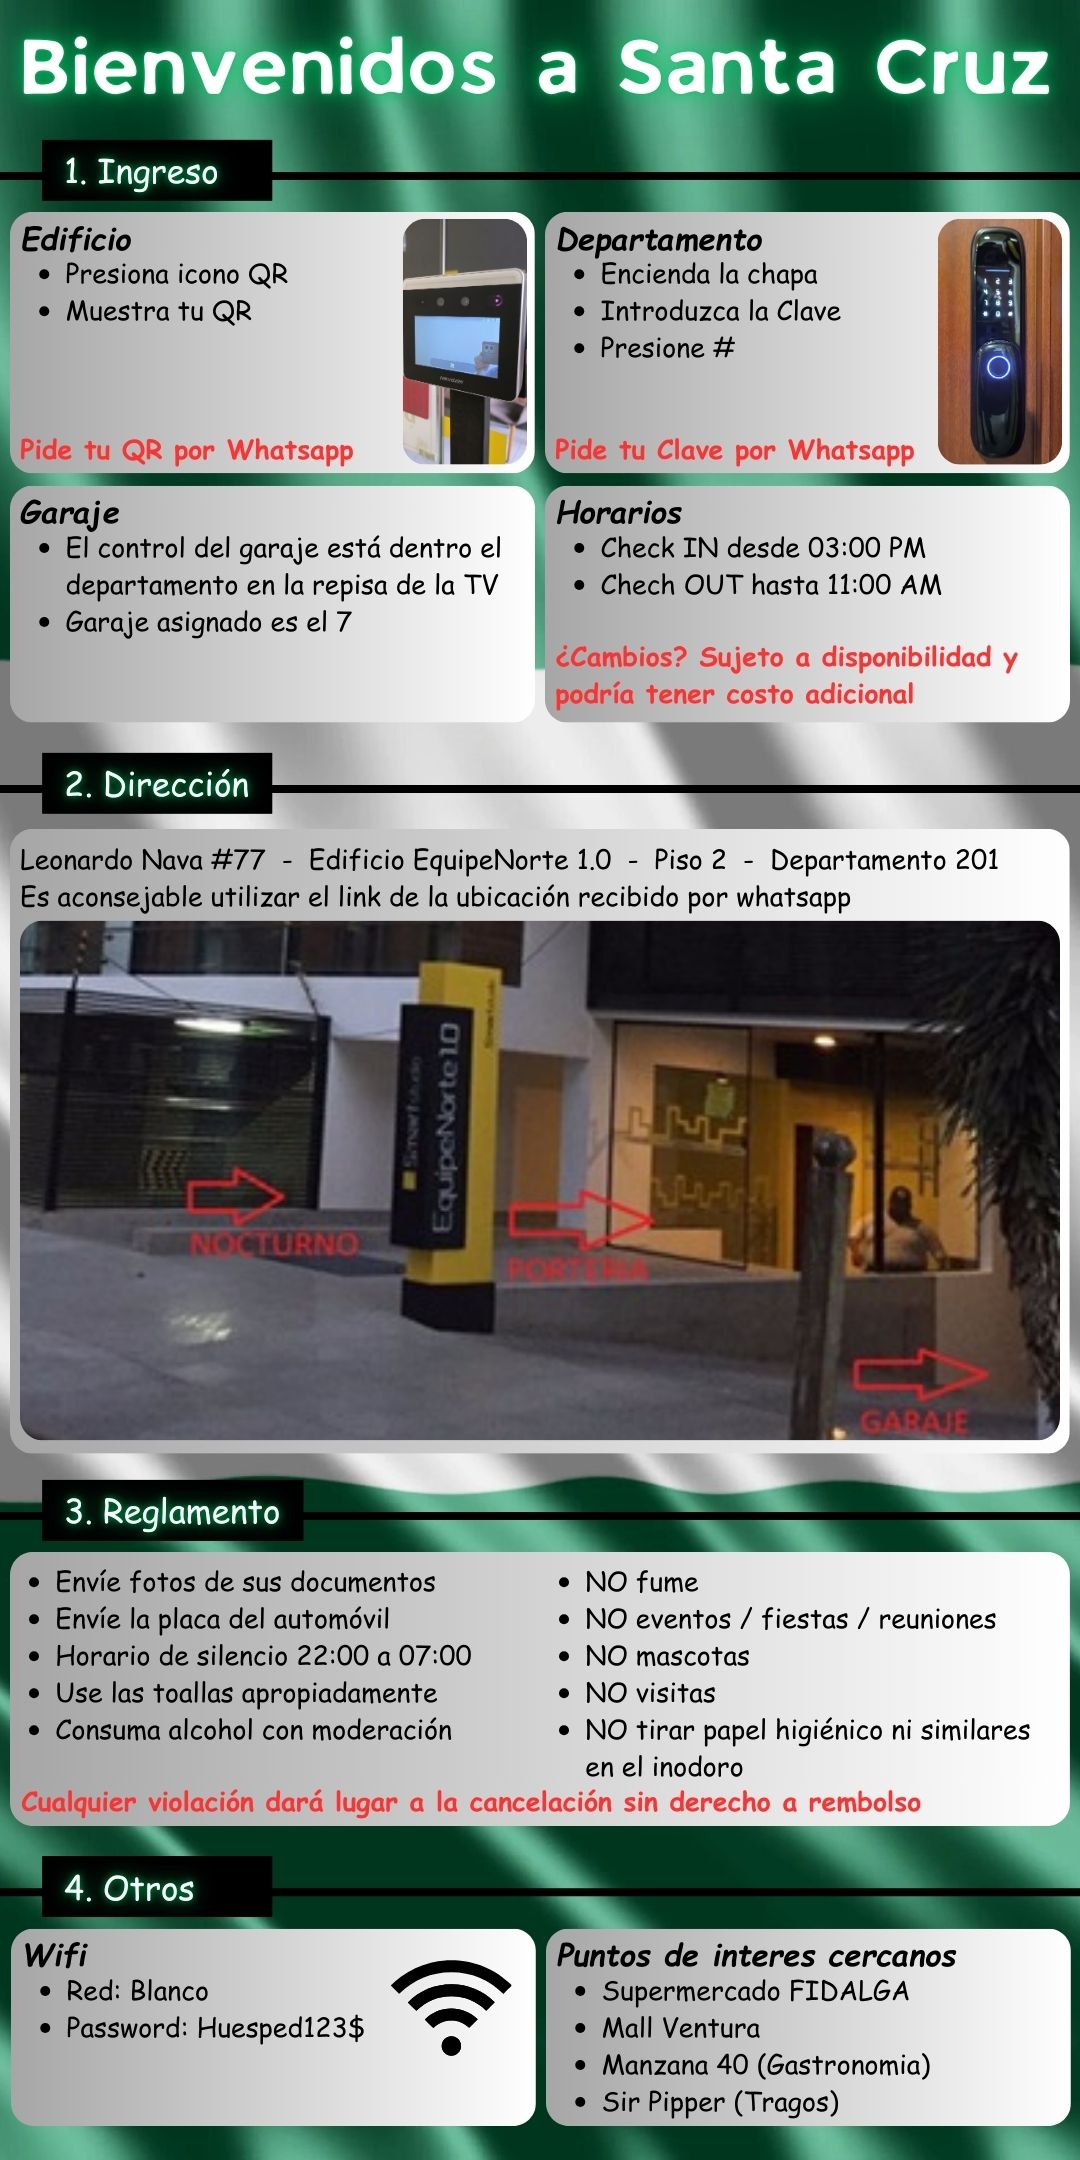 Bienvenidos a Santa Cruz
1. Ingreso
Edificio
• Presiona icono QR
• Muestra tu QR
Pide tu QR por Whatsapp
Departamento
• Encienda la chapa
• Introduzca la Clave
• Presione #
Pide tu Clave por Whatsapp
Garaje
• El control del garaje está dentro el
departamento en la repisa de la TV
• Garaje asignado es el 7
Horarios
• Check IN desde 03:00 PM
• Chech OUT hasta 11:00 AM
¿Cambios? Sujeto a disponibilidad y
podría tener costo adicional
2. Dirección
Leonardo Nava #77 - Edificio EquipeNorte 1.0 - Piso 2 - Departamento 201
Es aconsejable utilizar el link de la ubicación recibido por whatsapp
EquipeNorte1.0
NOCTURNO
PORTERIA
GARAJE
3. Reglamento
• Envíe fotos de sus documentos
• Envíe la placa del automóvil
• Horario de silencio 22:00 a 07:00
• Use las toallas apropiadamente
• Consuma alcohol con moderación
• NO fume
• NO eventos / fiestas / reuniones
• NO mascotas
• NO visitas
• NO tirar papel higiénico ni similares
en el inodoro
Cualquier violación dará lugar a la cancelación sin derecho a rembolso
4. Otros
Wifi
• Red: Blanco
• Password: Huesped123$
Puntos de interes cercanos
• Supermercado FIDALGA
• Mall Ventura
• Manzana 40 (Gastronomia)
• Sir Pipper (Tragos)